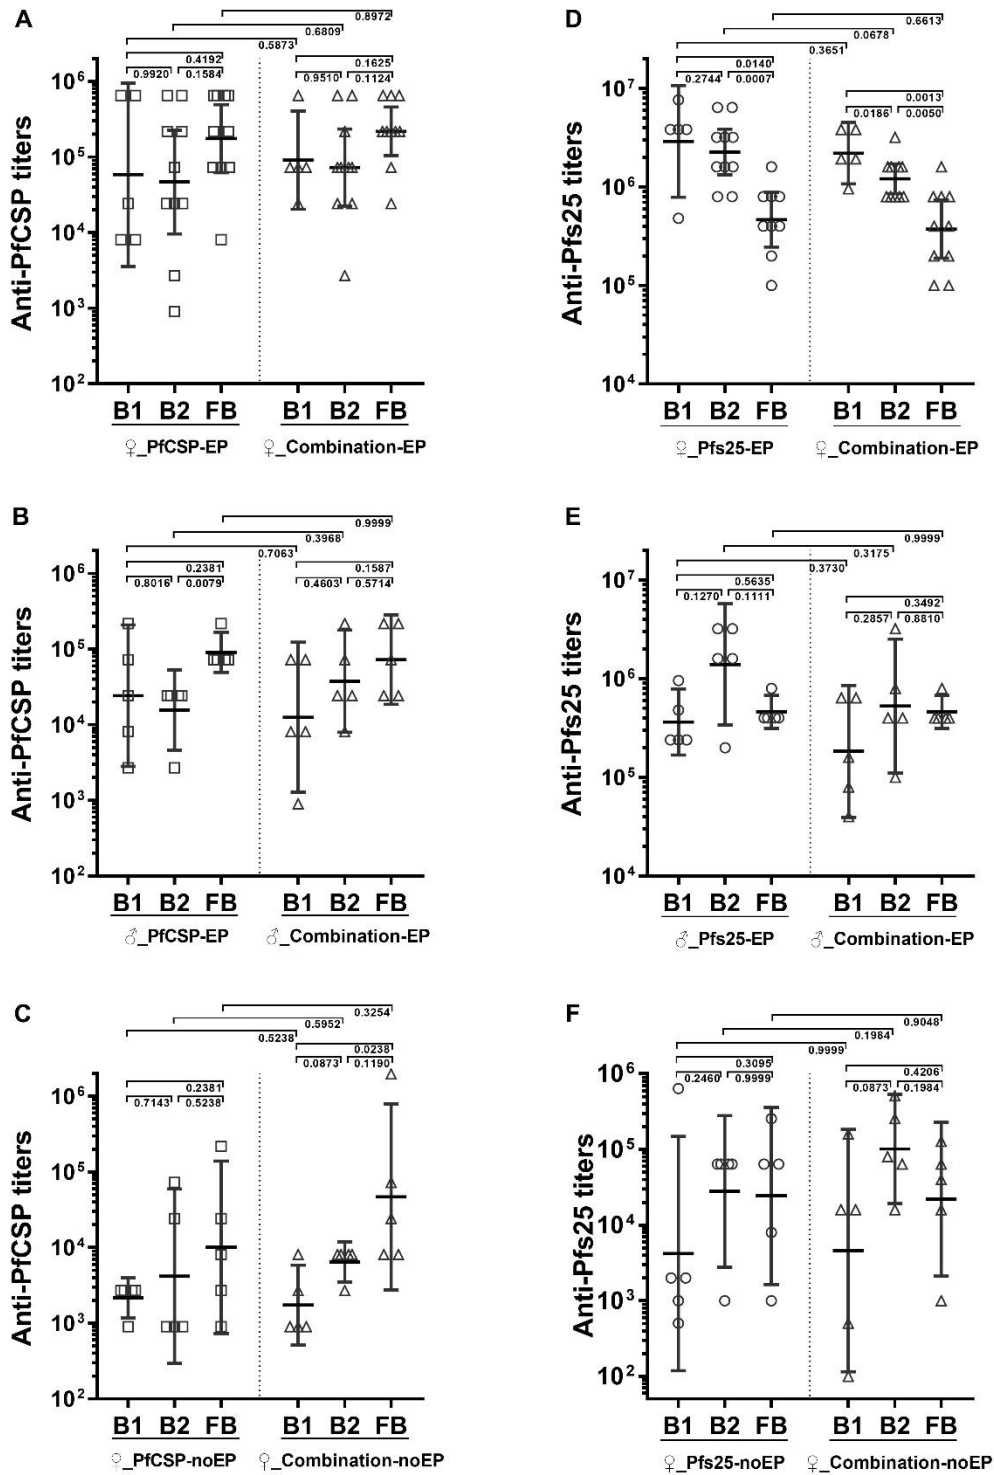 A
0.8972
0.6809
0.5873
0.4192
0.9920 0.1584
0.1625
0.9510 0.1124
Anti-PfCSP titers
10⁶
10⁵
10⁴
10³
10²
B1 B2 FB B1 B2 FB
♀_PfCSP-EP ♀_Combination-EP
D
0.6613
0.0678
0.3651
0.0140
0.2744 0.0007
0.0013
0.0186 0.0050
Anti-Pfs25 titers
10⁷
10⁶
10⁵
10⁴
B1 B2 FB B1 B2 FB
♀_Pfs25-EP ♀_Combination-EP
B
0.9999
0.3968
0.7063
0.2381
0.8016 0.0079
0.1587
0.4603 0.5714
Anti-PfCSP titers
10⁶
10⁵
10⁴
10³
10²
B1 B2 FB B1 B2 FB
♂_PfCSP-EP ♂_Combination-EP
E
0.9999
0.3175
0.3730
0.5635
0.1270 0.1111
0.3492
0.2857 0.8810
Anti-Pfs25 titers
10⁷
10⁶
10⁵
10⁴
B1 B2 FB B1 B2 FB
♂_Pfs25-EP ♂_Combination-EP
C
0.3254
0.5952
0.5238
0.2381
0.7143 0.5238
0.0238
0.0873 0.1190
Anti-PfCSP titers
10⁶
10⁵
10⁴
10³
10²
B1 B2 FB B1 B2 FB
♀_PfCSP-noEP ♀_Combination-noEP
F
0.9048
0.1984
0.9999
0.3095
0.2460 0.9999
0.4206
0.0873 0.1984
Anti-Pfs25 titers
10⁶
10⁵
10⁴
10³
10²
B1 B2 FB B1 B2 FB
♀_Pfs25-noEP ♀_Combination-noEP